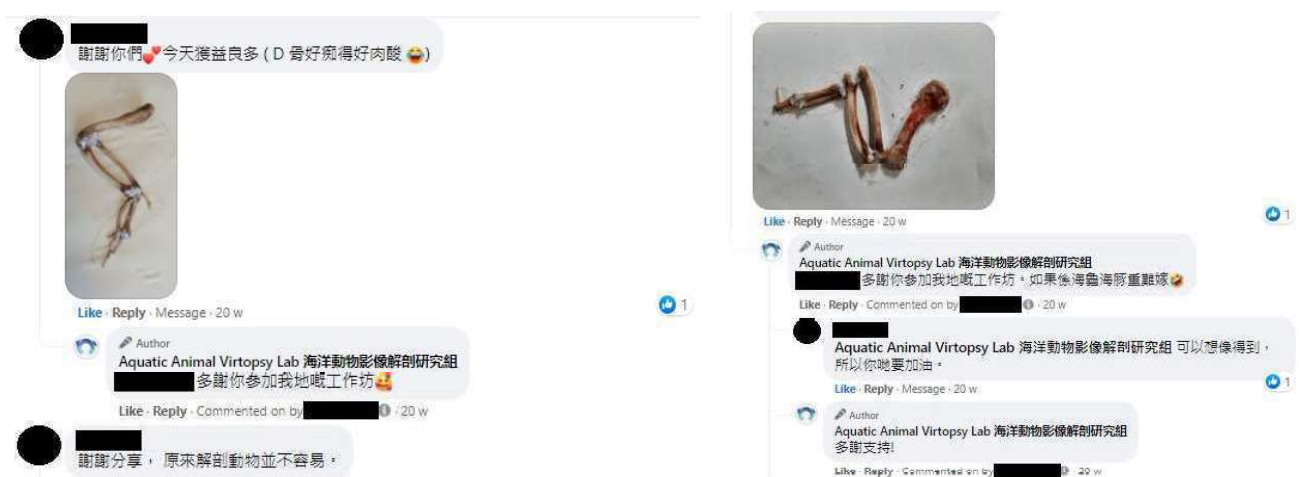 謝謝你們💕今天獲益良多 ( D 骨好痴得好肉酸 😂)
Like · Reply · Message · 20 w
1
Author
Aquatic Animal Virtopsy Lab 海洋動物影像解剖研究組
多謝你參加我地嘅工作坊🥰
Like · Reply · Commented on by · 20 w
謝謝分享， 原來解剖動物並不容易。
Like · Reply · Message · 20 w
1
Author
Aquatic Animal Virtopsy Lab 海洋動物影像解剖研究組
多謝你參加我地嘅工作坊。如果係海龜海豚重難嫁🤣
Like · Reply · Commented on by · 20 w
Aquatic Animal Virtopsy Lab 海洋動物影像解剖研究組 可以想像得到，
所以你哋要加油。
Like · Reply · Message · 20 w
1
Author
Aquatic Animal Virtopsy Lab 海洋動物影像解剖研究組
多謝支持!
Like · Reply · Commented on by · 20 w